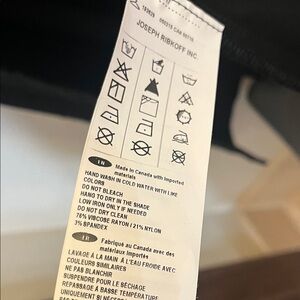 JOSEPH RIBKOFF INC.
EN Made in Canada with Imported
materials
HAND WASH IN COLD WATER WITH LIKE
COLORS
DO NOT BLEACH
HANG TO DRY IN THE SHADE
LOW IRON ONLY IF NEEDED
DO NOT DRY CLEAN
76% VISCOSE RAYON / 21% NYLON
3% SPANDEX
Fabriqué au Canada avec des
matériaux importés
LAVAGE À LA MAIN À L'EAU FROIDE AVEC
COULEURS SIMILAIRES
NE PAS BLANCHIR
SUSPENDRE POUR LE SÉCHAGE
REPASSAGE À BASSE TEMPÉRATURE
UNIQUEMENT SI NÉCESS